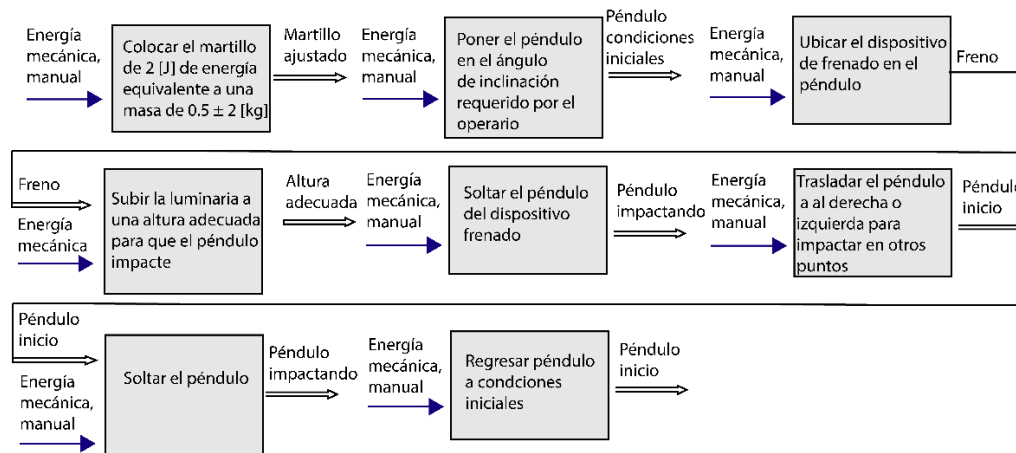 Energía
mecánica,
manual
Colocar el martillo
de 2 [J] de energía
equivalente a una
masa de 0.5 ± 2 [kg]
Martillo
ajustado
Energía
mecánica,
manual
Poner el péndulo
en el ángulo
de inclinación
requerido por el
operario
Péndulo
condiciones
iniciales
Energía
mecánica,
manual
Ubicar el dispositivo
de frenado en el
péndulo
Freno
Freno
Energía
mecánica
Subir la luminaria a
una altura adecuada
para que el péndulo
impacte
Altura
adecuada
Energía
mecánica,
manual
Soltar el péndulo
del dispositivo
frenado
Péndulo
impactando
Energía
mecánica,
manual
Trasladar el péndulo
a al derecha o
izquierda para
impactar en otros
puntos
Péndulo
inicio
Péndulo
inicio
Energía
mecánica,
manual
Soltar el péndulo
Péndulo
impactando
Energía
mecánica,
manual
Regresar péndulo
a condciones
iniciales
Péndulo
inicio